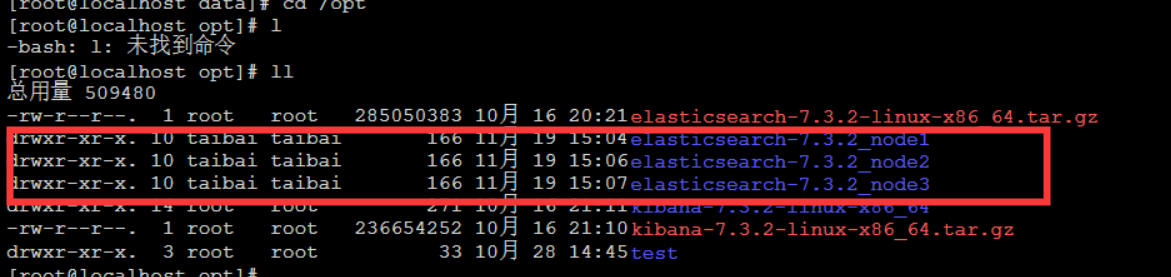 [root@localhost data]# cd /opt
[root@localhost opt]# l
-bash: l: 未找到命令
[root@localhost opt]# ll
总用量 509480
-rw-r--r--. 1 root root 285050383 10月 16 20:21 elasticsearch-7.3.2-linux-x86_64.tar.gz
drwxr-xr-x. 10 taibai taibai 166 11月 19 15:04 elasticsearch-7.3.2_node1
drwxr-xr-x. 10 taibai taibai 166 11月 19 15:06 elasticsearch-7.3.2_node2
drwxr-xr-x. 10 taibai taibai 166 11月 19 15:07 elasticsearch-7.3.2_node3
drwxr-xr-x. 14 root root 271 10月 16 21:11 kibana-7.3.2-linux-x86_64
-rw-r--r--. 1 root root 236654252 10月 16 21:10 kibana-7.3.2-linux-x86_64.tar.gz
drwxr-xr-x. 3 root root 33 10月 28 14:45 test
[root@localhost opt]#